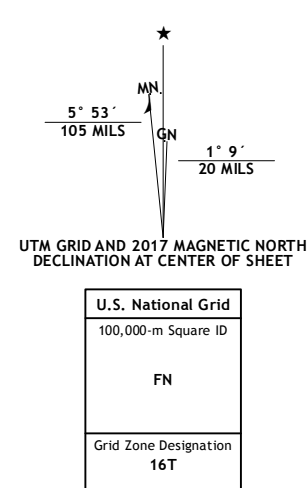 ★
MN.
5° 53´
105 MILS
GN
1° 9´
20 MILS
UTM GRID AND 2017 MAGNETIC NORTH
DECLINATION AT CENTER OF SHEET
U.S. National Grid
100,000-m Square ID
FN
Grid Zone Designation
16T